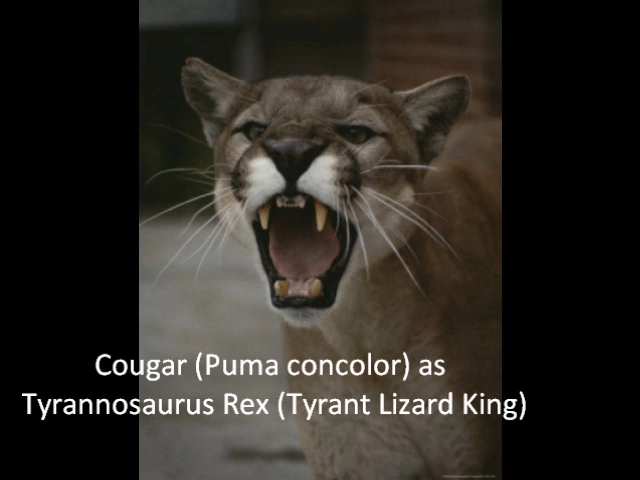 Cougar (Puma concolor) as
Tyrannosaurus Rex (Tyrant Lizard King)